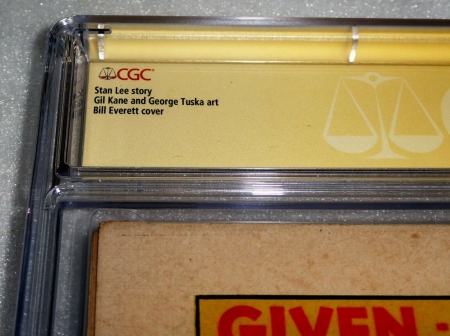 CGC
Stan Lee story
Gil Kane and George Tuska art
Bill Everett cover
GIVEN -